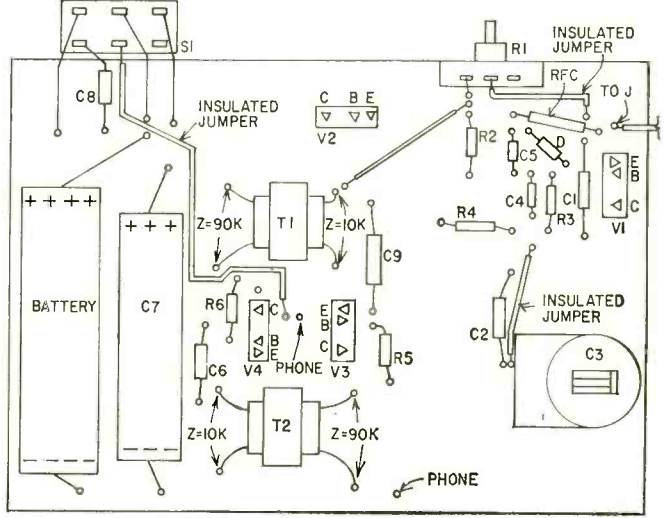 S1
R1
INSULATED
JUMPER
RFC
TO J
C8
INSULATED
JUMPER
C B E
V2
R2
C5
D
E
B
C
V1
C4
R3
C1
R4
+ + + +
+ + +
Z=90K
T1
Z=10K
C9
BATTERY
C7
R6
C
B
E
V4
PHONE
E
B
C
V3
R5
C6
C2
INSULATED
JUMPER
C3
Z=10K
T2
Z=90K
PHONE